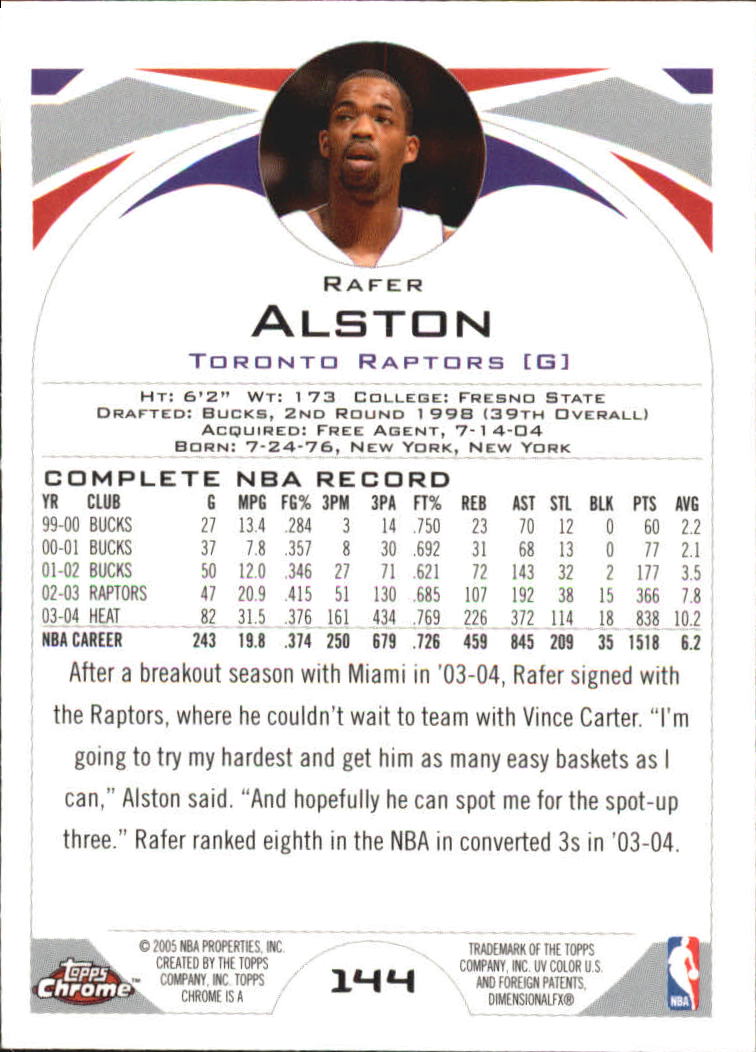 RAFER
ALSTON
TORONTO RAPTORS [G]
HT: 6'2" WT: 173 COLLEGE: FRESNO STATE
DRAFTED: BUCKS, 2ND ROUND 1998 (39TH OVERALL)
ACQUIRED: FREE AGENT, 7-14-04
BORN: 7-24-76, NEW YORK, NEW YORK
COMPLETE NBA RECORD
YR CLUB G MPG FG% 3PM 3PA FT% REB AST STL BLK PTS AVG
99-00 BUCKS 27 13.4 .284 3 14 .750 23 70 12 0 60 2.2
00-01 BUCKS 37 7.8 .357 8 30 .692 31 68 13 0 77 2.1
01-02 BUCKS 50 12.0 .346 27 71 .621 72 143 32 2 177 3.5
02-03 RAPTORS 47 20.9 .415 51 130 .685 107 192 38 15 366 7.8
03-04 HEAT 82 31.5 .376 161 434 .769 226 372 114 18 838 10.2
NBA CAREER 243 19.8 .374 250 679 .726 459 845 209 35 1518 6.2
After a breakout season with Miami in '03-04, Rafer signed with
the Raptors, where he couldn't wait to team with Vince Carter. "I'm
going to try my hardest and get him as many easy baskets as I
can," Alston said. "And hopefully he can spot me for the spot-up
three." Rafer ranked eighth in the NBA in converted 3s in '03-04.
Topps
Chrome™
© 2005 NBA PROPERTIES, INC.
CREATED BY THE TOPPS
COMPANY, INC. TOPPS
CHROME IS A
144
TRADEMARK OF THE TOPPS
COMPANY, INC. UV COLOR U.S.
AND FOREIGN PATENTS,
DIMENSIONALFX®
NBA